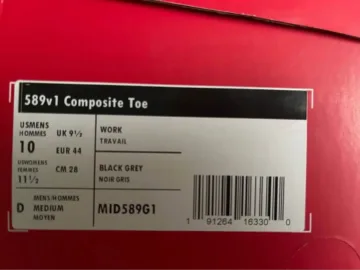 589v1 Composite Toe
USMENS
HOMMES
10
UK 9½
EUR 44
USWOMENS
FEMMES
11½
CM 28
D
MENS/HOMMES
MEDIUM
MOYEN
WORK
TRAVAIL
BLACK GREY
NOIR GRIS
MID589G1
1 91264 16330 0